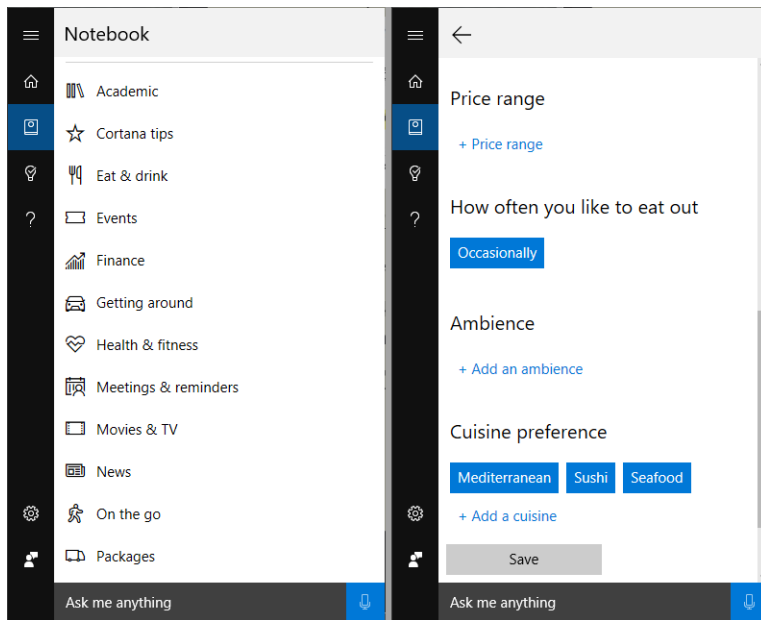 Notebook
Academic
Cortana tips
Eat & drink
Events
Finance
Getting around
Health & fitness
Meetings & reminders
Movies & TV
News
On the go
Packages
Ask me anything
Price range
+ Price range
How often you like to eat out
Occasionally
Ambience
+ Add an ambience
Cuisine preference
Mediterranean Sushi Seafood
+ Add a cuisine
Save
Ask me anything